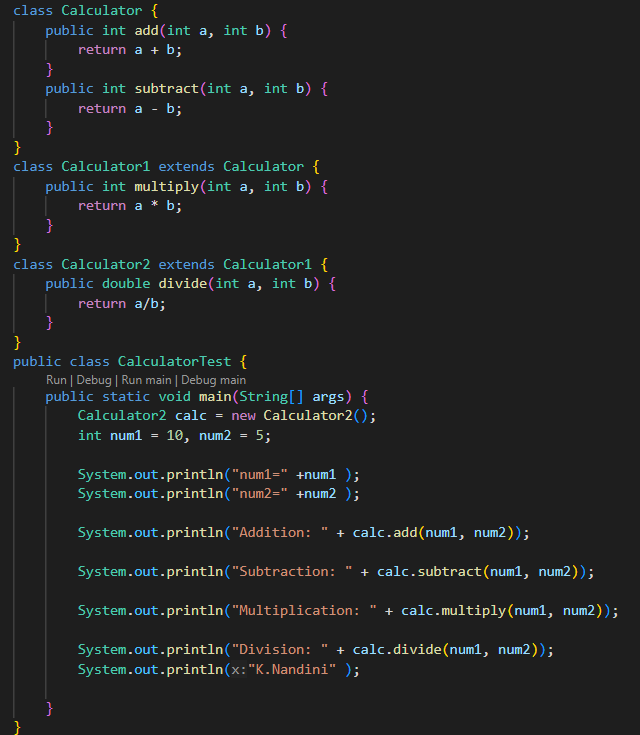 class Calculator {
    public int add(int a, int b) {
        return a + b;
    }
    public int subtract(int a, int b) {
        return a - b;
    }
}
class Calculator1 extends Calculator {
    public int multiply(int a, int b) {
        return a * b;
    }
}
class Calculator2 extends Calculator1 {
    public double divide(int a, int b) {
        return a/b;
    }
}
public class CalculatorTest {
    Run | Debug | Run main | Debug main
    public static void main(String[] args) {
        Calculator2 calc = new Calculator2();
        int num1 = 10, num2 = 5;
        System.out.println("num1=" +num1 );
        System.out.println("num2=" +num2 );
        System.out.println("Addition: " + calc.add(num1, num2));
        System.out.println("Subtraction: " + calc.subtract(num1, num2));
        System.out.println("Multiplication: " + calc.multiply(num1, num2));
        System.out.println("Division: " + calc.divide(num1, num2));
        System.out.println(x:"K.Nandini" );
    }
}